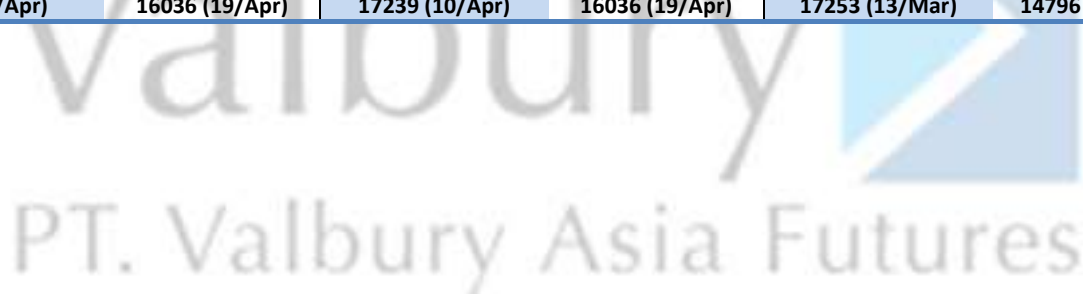 /Apr) 16036 (19/Apr) 17239 (10/Apr) 16036 (19/Apr) 17253 (13/Mar) 14796
Valbury
PT. Valbury Asia Futures